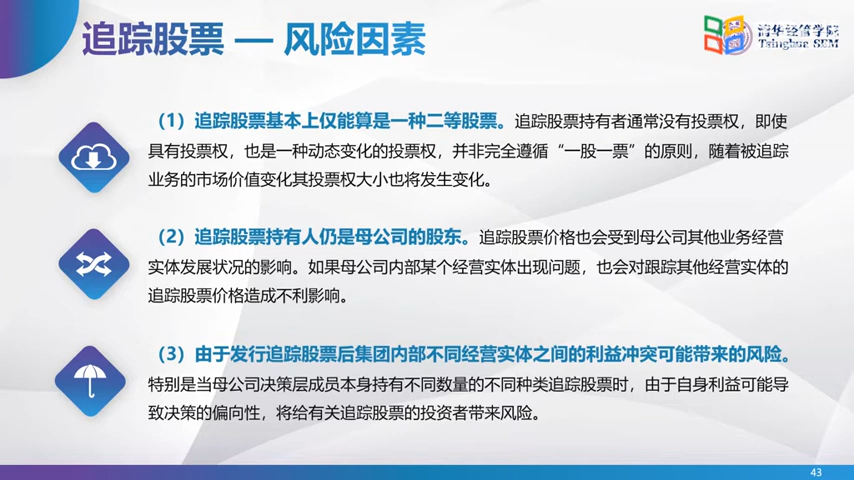 追踪股票 — 风险因素
清华经管学院
Tsinghua SEM
（1）追踪股票基本上仅能算是一种二等股票。追踪股票持有者通常没有投票权，即使
具有投票权，也是一种动态变化的投票权，并非完全遵循“一股一票”的原则，随着被追踪
业务的市场价值变化其投票权大小也将发生变化。
（2）追踪股票持有人仍是母公司的股东。追踪股票价格也会受到母公司其他业务经营
实体发展状况的影响。如果母公司内部某个经营实体出现问题，也会对跟踪其他经营实体的
追踪股票价格造成不利影响。
（3）由于发行追踪股票后集团内部不同经营实体之间的利益冲突可能带来的风险。
特别是当母公司决策层成员本身持有不同数量的不同种类追踪股票时，由于自身利益可能导
致决策的偏向性，将给有关追踪股票的投资者带来风险。
43